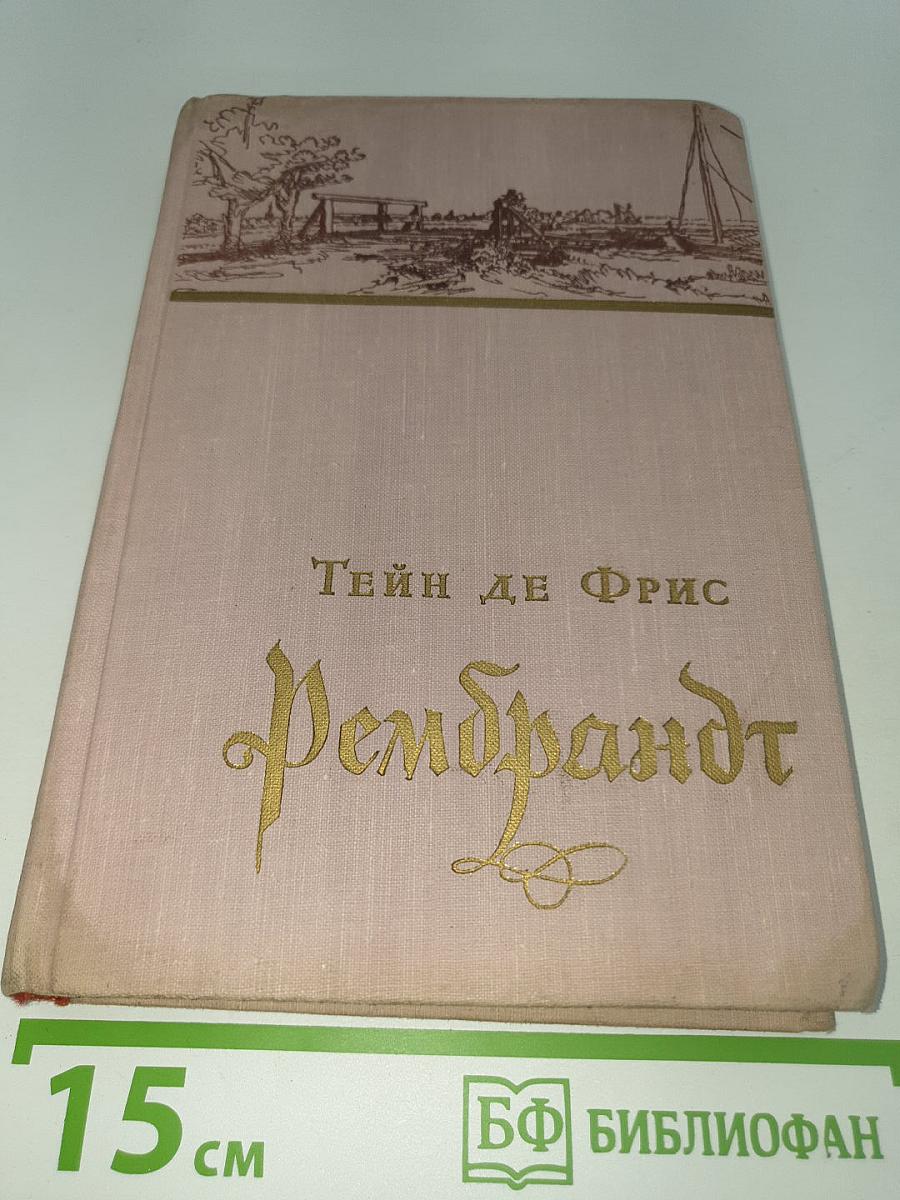 Тейн де Фрис
Рембрандт
15 см
БФ БИБЛИОФАН